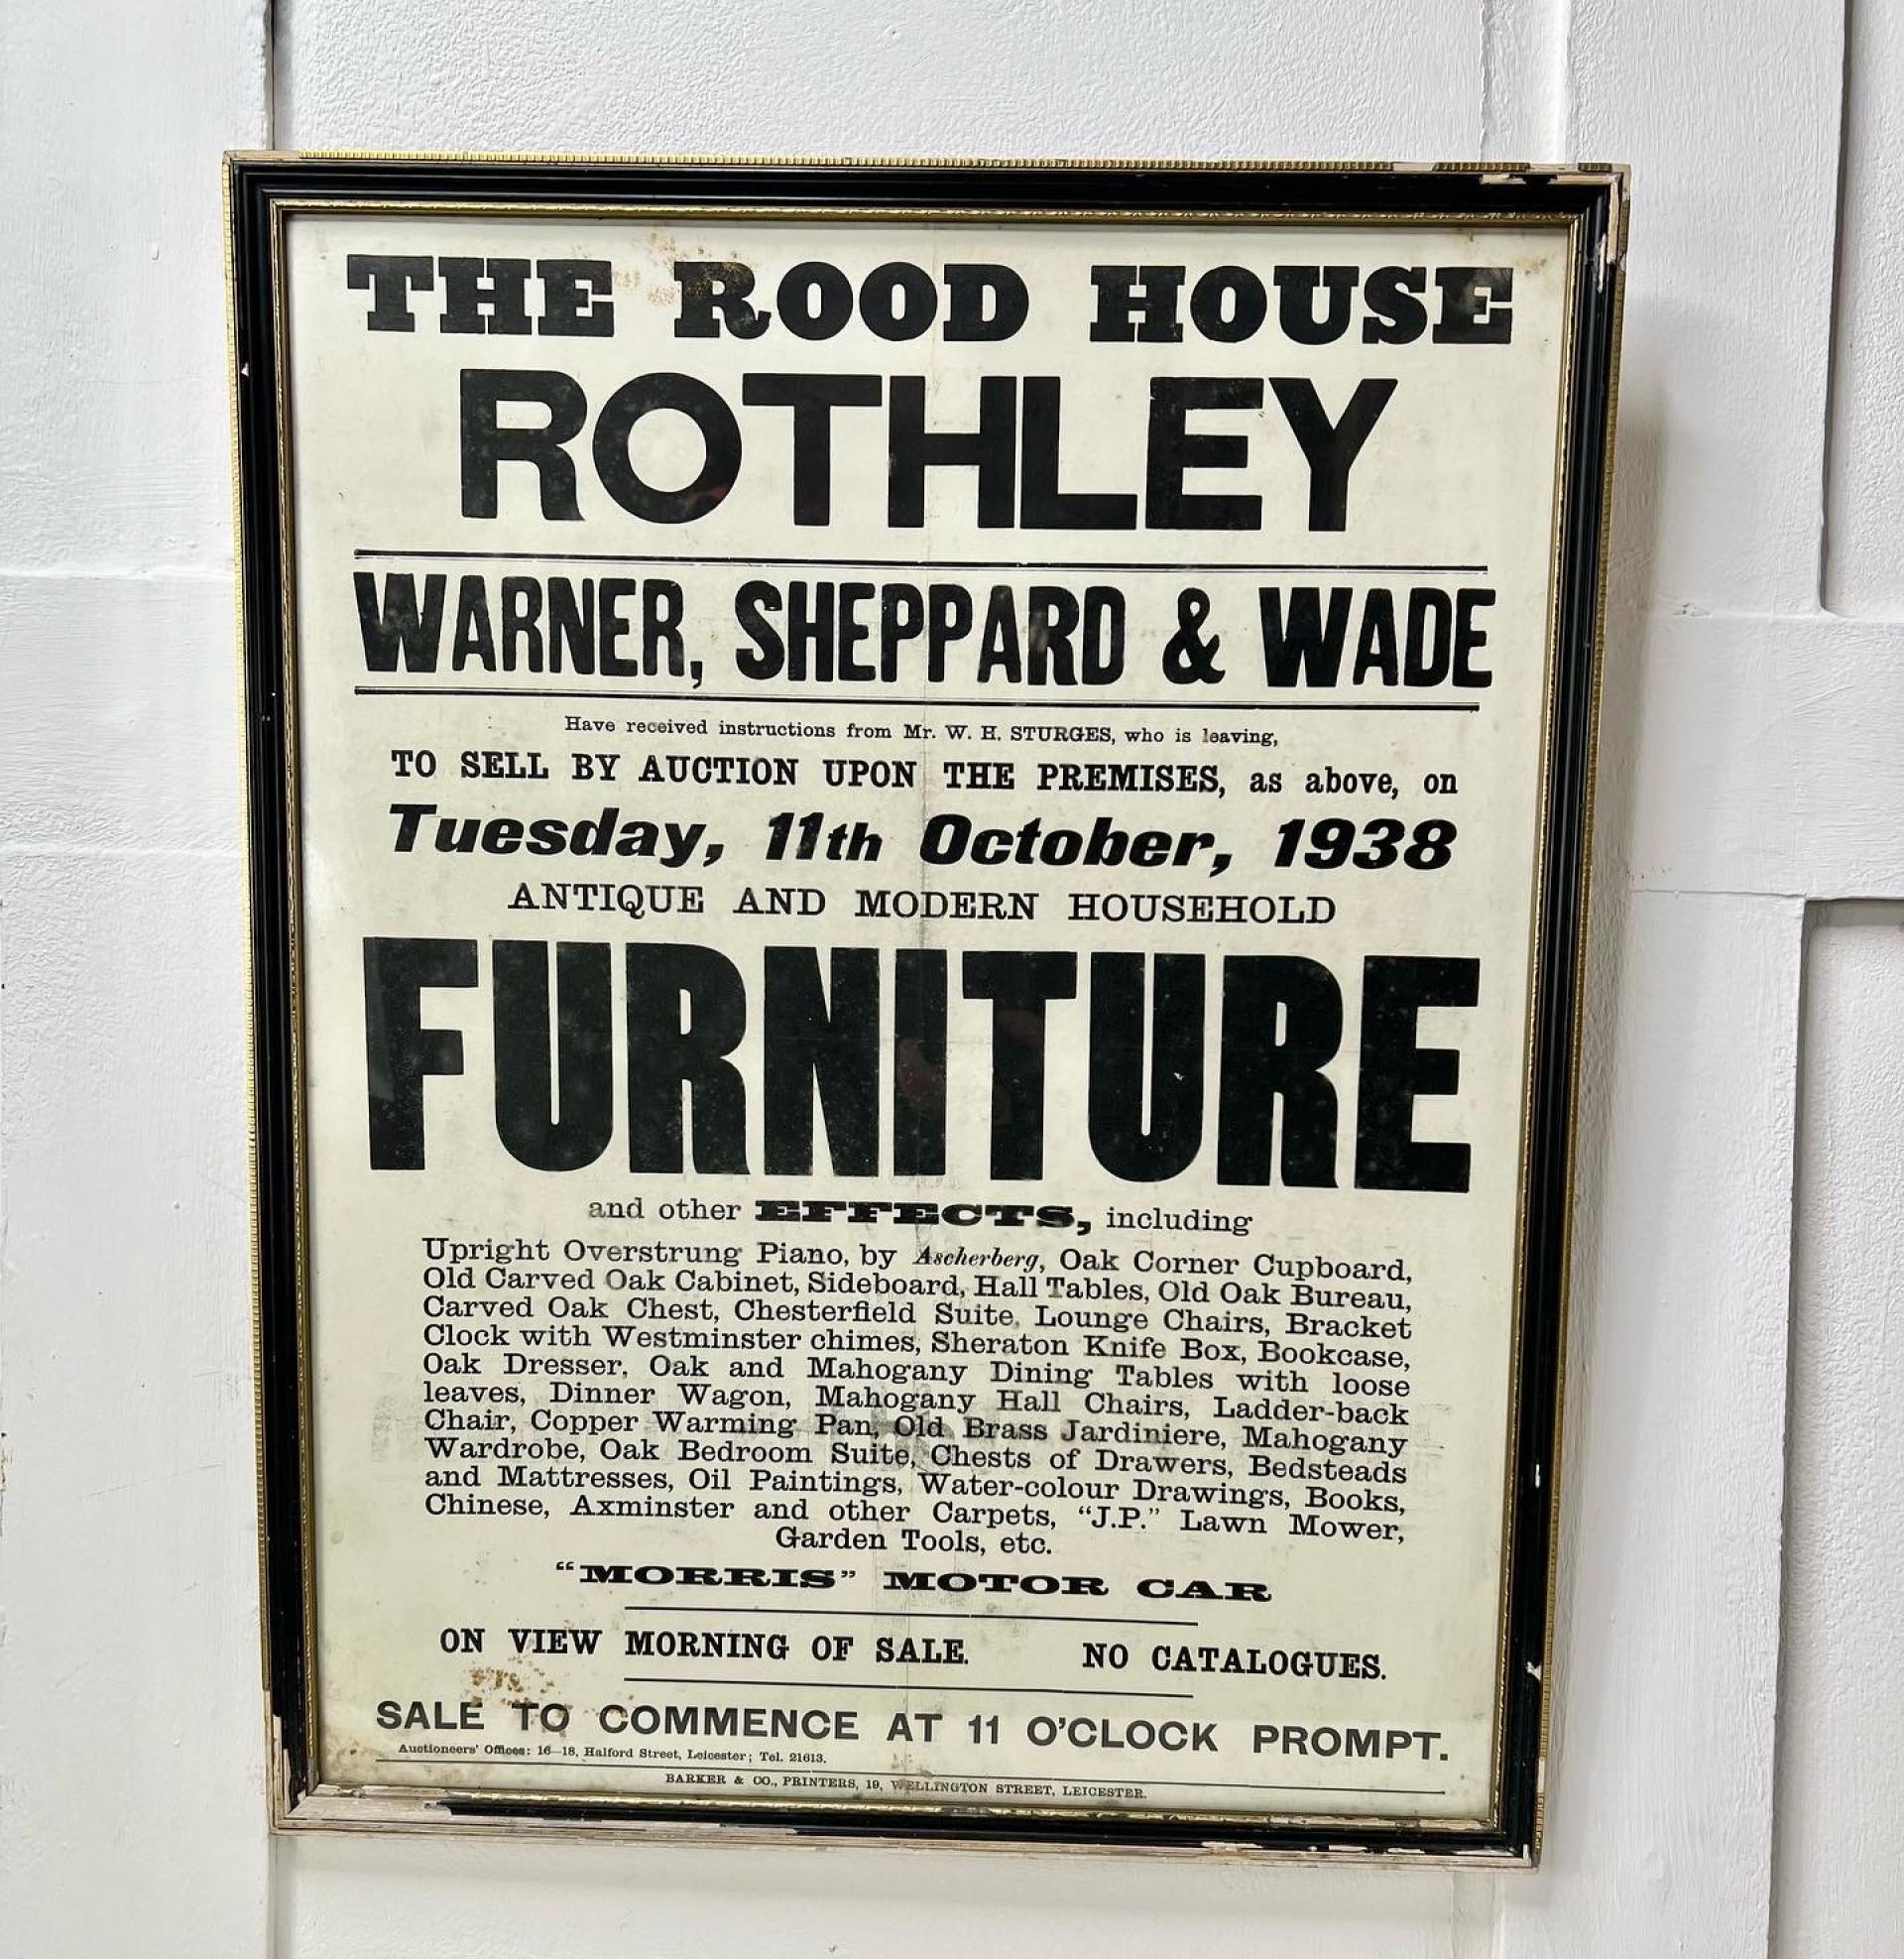 THE ROOD HOUSE
ROTHLEY
WARNER, SHEPPARD & WADE
Have received instructions from Mr. W. H. STURGES, who is leaving,
TO SELL BY AUCTION UPON THE PREMISES, as above, on
Tuesday, 11th October, 1938
ANTIQUE AND MODERN HOUSEHOLD
FURNITURE
and other EFFECTS, including
Upright Overstrung Piano, by Ascherberg, Oak Corner Cupboard,
Old Carved Oak Cabinet, Sideboard, Hall Tables, Old Oak Bureau,
Carved Oak Chest, Chesterfield Suite, Lounge Chairs, Bracket
Clock with Westminster chimes, Sheraton Knife Box, Bookcase,
Oak Dresser, Oak and Mahogany Dining Tables with loose
leaves, Dinner Wagon, Mahogany Hall Chairs, Ladder-back
Chair, Copper Warming Pan, Old Brass Jardiniere, Mahogany
Wardrobe, Oak Bedroom Suite, Chests of Drawers, Bedsteads
and Mattresses, Oil Paintings, Water-colour Drawings, Books,
Chinese, Axminster and other Carpets, “J.P.” Lawn Mower,
Garden Tools, etc.
“MORRIS” MOTOR CAR
ON VIEW MORNING OF SALE. NO CATALOGUES.
SALE TO COMMENCE AT 11 O'CLOCK PROMPT.
Auctioneers' Offices: 16-18, Halford Street, Leicester; Tel. 21613.
BARKER & CO., PRINTERS, 19, WELLINGTON STREET, LEICESTER.